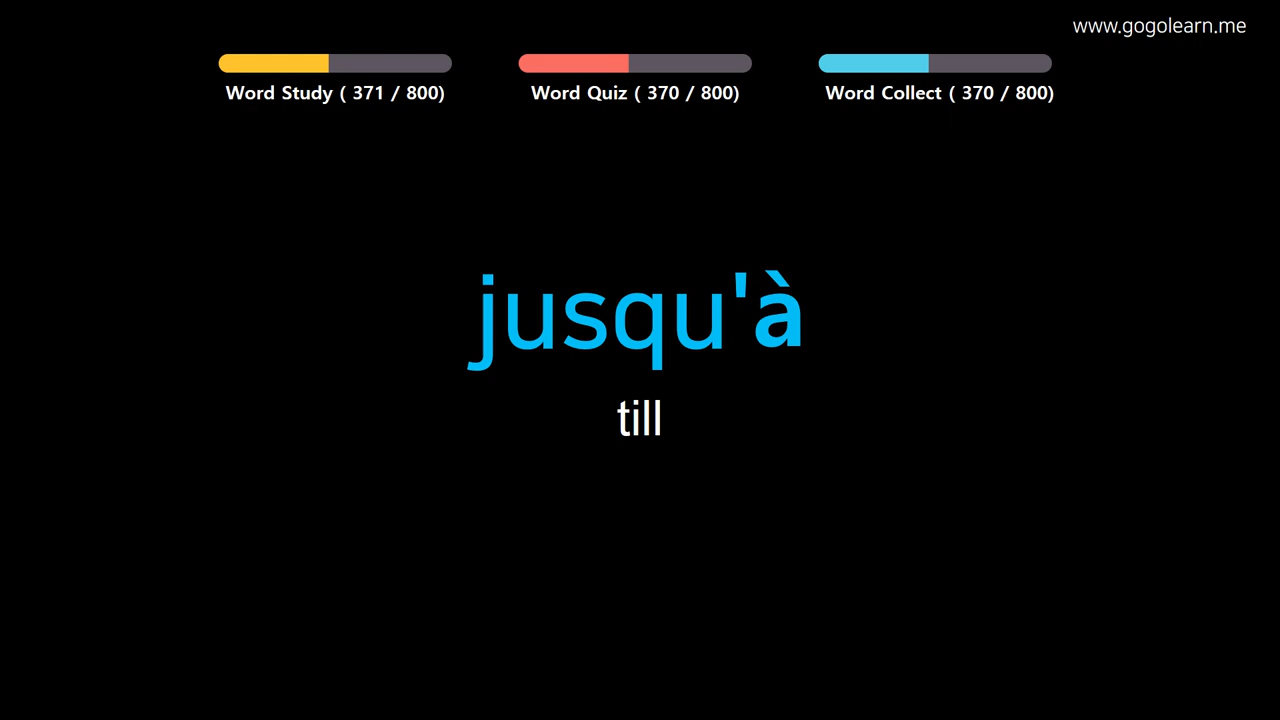 www.gogolearn.me
Word Study ( 371 / 800)
Word Quiz ( 370 / 800)
Word Collect ( 370 / 800)
jusqu'à
till